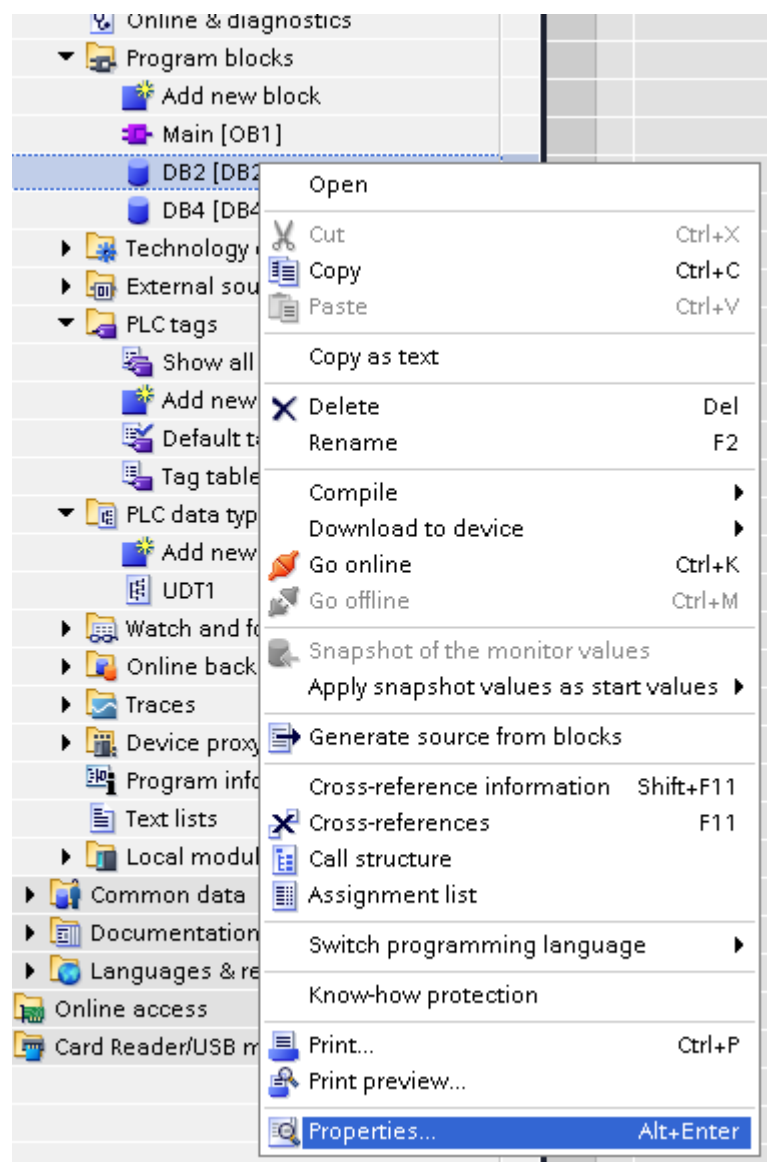 Online & diagnostics
Program blocks
Add new block
Main [OB1]
DB2 [DB2
DB4 [DB4
Technology
External sou
PLC tags
Show all
Add new
Default ta
Tag table
PLC data typ
Add new
UDT1
Watch and fo
Online back
Traces
Device proxy
Program info
Text lists
Local modul
Common data
Documentation
Languages & re
Online access
Card Reader/USB m
Open
Cut Ctrl+X
Copy Ctrl+C
Paste Ctrl+V
Copy as text
Delete Del
Rename F2
Compile
Download to device
Go online Ctrl+K
Go offline Ctrl+M
Snapshot of the monitor values
Apply snapshot values as start values
Generate source from blocks
Cross-reference information Shift+F11
Cross-references F11
Call structure
Assignment list
Switch programming language
Know-how protection
Print... Ctrl+P
Print preview...
Properties... Alt+Enter